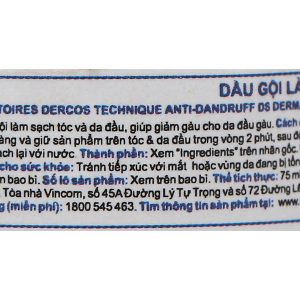 DẦU GỘI LÀ
TOIRES DERCOS TECHNIQUE ANTI-DANDRUFF DS DERM
ội làm sạch tóc và da đầu, giúp giảm gàu cho da đầu gàu. Cách
àng và giữ sản phẩm trên tóc & da đầu trong vòng 2 phút, sau đó
ạch lại với nước. Thành phần: Xem "Ingredients" trên nhãn gốc.
cho sức khỏe: Tránh tiếp xúc với mắt hoặc vùng da đang bị tổn
n bao bì. Số lô sản phẩm: Xem trên bao bì. Thể tích thực: 75 m
, Tòa nhà Vincom, số 45A Đường Lý Tự Trọng và số 72 Đường Lê
g (miễn phí): 1800 545 463. Tìm thông tin sản phẩm tại: